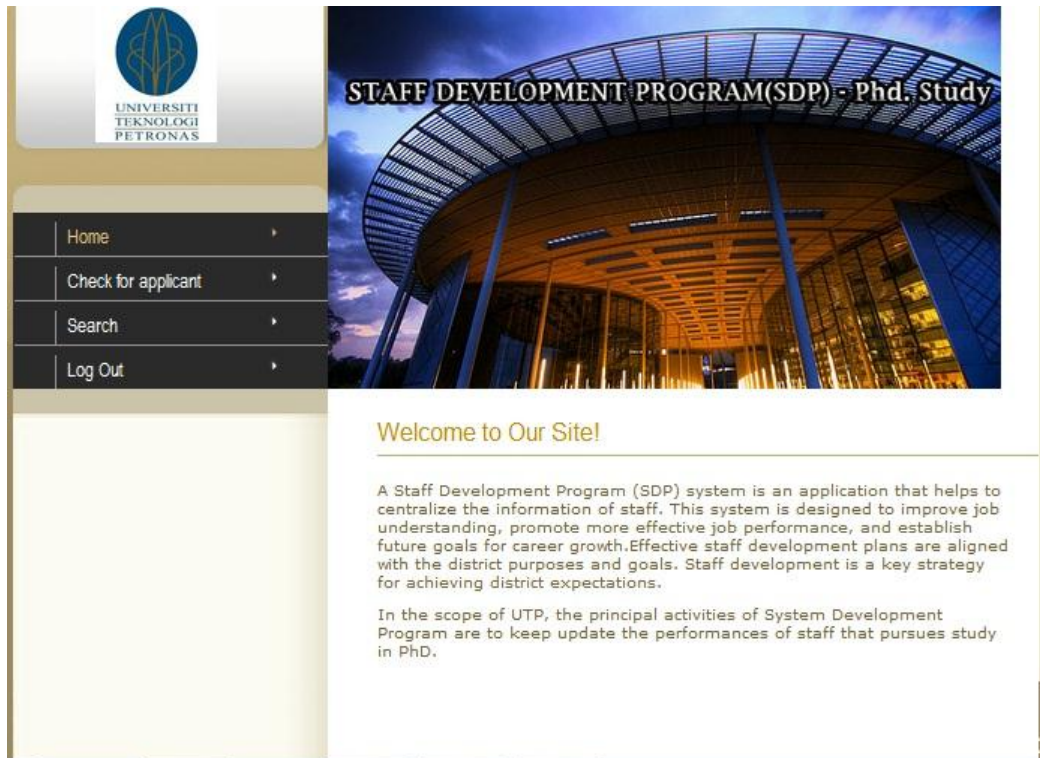 UNIVERSITI
TEKNOLOGI
PETRONAS
STAFF DEVELOPMENT PROGRAM(SDP) - Phd. Study
Home
Check for applicant
Search
Log Out
Welcome to Our Site!
A Staff Development Program (SDP) system is an application that helps to
centralize the information of staff. This system is designed to improve job
understanding, promote more effective job performance, and establish
future goals for career growth.Effective staff development plans are aligned
with the district purposes and goals. Staff development is a key strategy
for achieving district expectations.
In the scope of UTP, the principal activities of System Development
Program are to keep update the performances of staff that pursues study
in PhD.